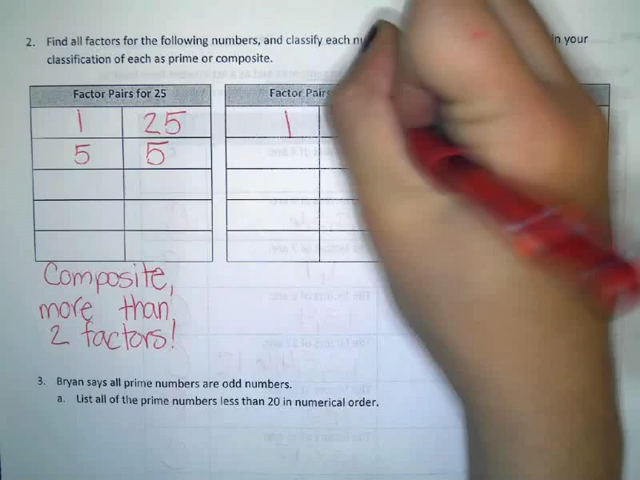 2. Find all factors for the following numbers, and classify each in your
classification of each as prime or composite.
Factor Pairs for 25
Factor Pairs
1 25
1
5 5
Composite,
more than
2 factors!
3. Bryan says all prime numbers are odd numbers.
a. List all of the prime numbers less than 20 in numerical order.